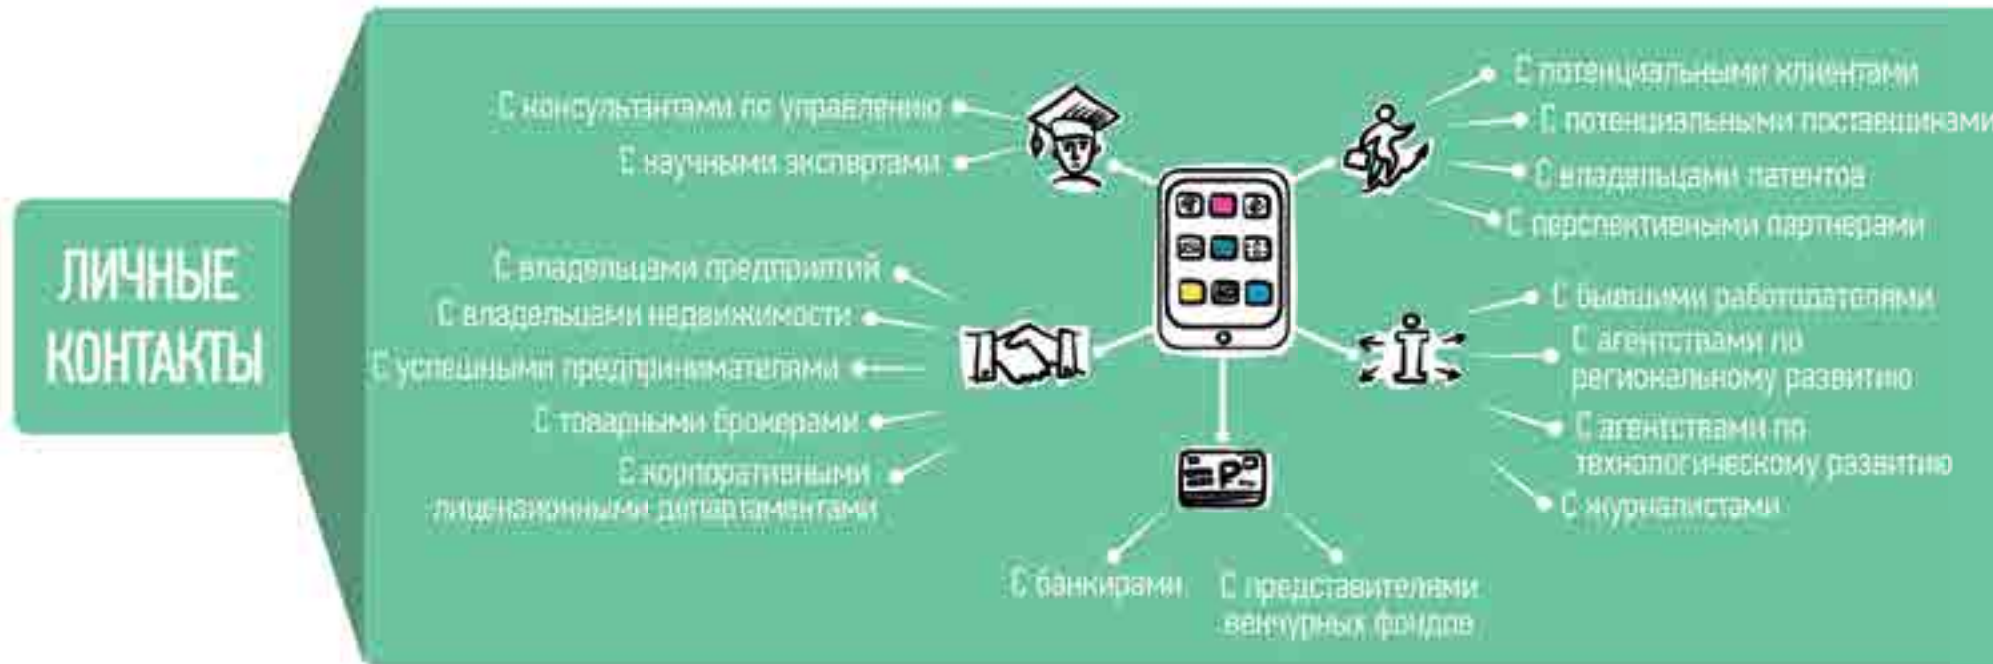 ЛИЧНЫЕ
КОНТАКТЫ
С консультантами по управлению
С научными экспертами
С владельцами предприятий
С владельцами недвижимости
С успешными предпринимателями
С товарными брокерами
С корпоративными
лицензионными департаментами
С банкирами
С представителями
венчурных фондов
С потенциальными клиентами
С потенциальными поставщиками
С владельцами патентов
С перспективными партнерами
С бывшими работодателями
С агентствами по
региональному развитию
С агентствами по
технологическому развитию
С журналистами
i
Р